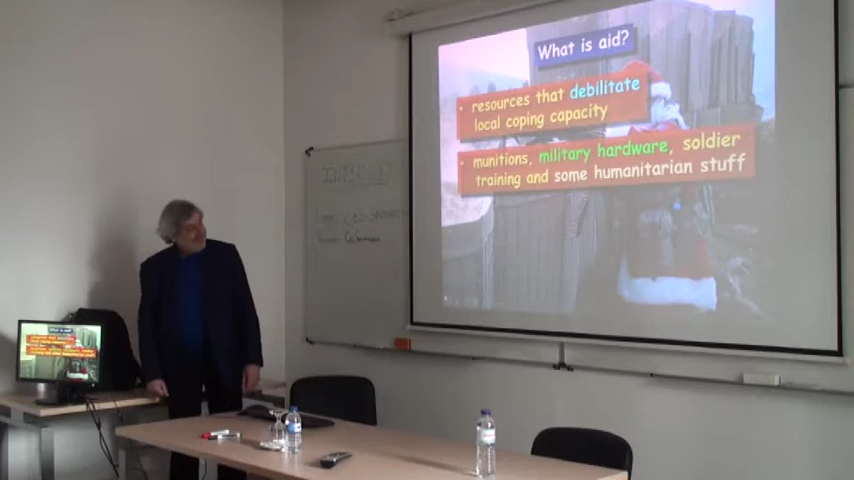 What is aid?
• resources that debilitate
local coping capacity
• munitions, military hardware, soldier
training and some humanitarian stuff